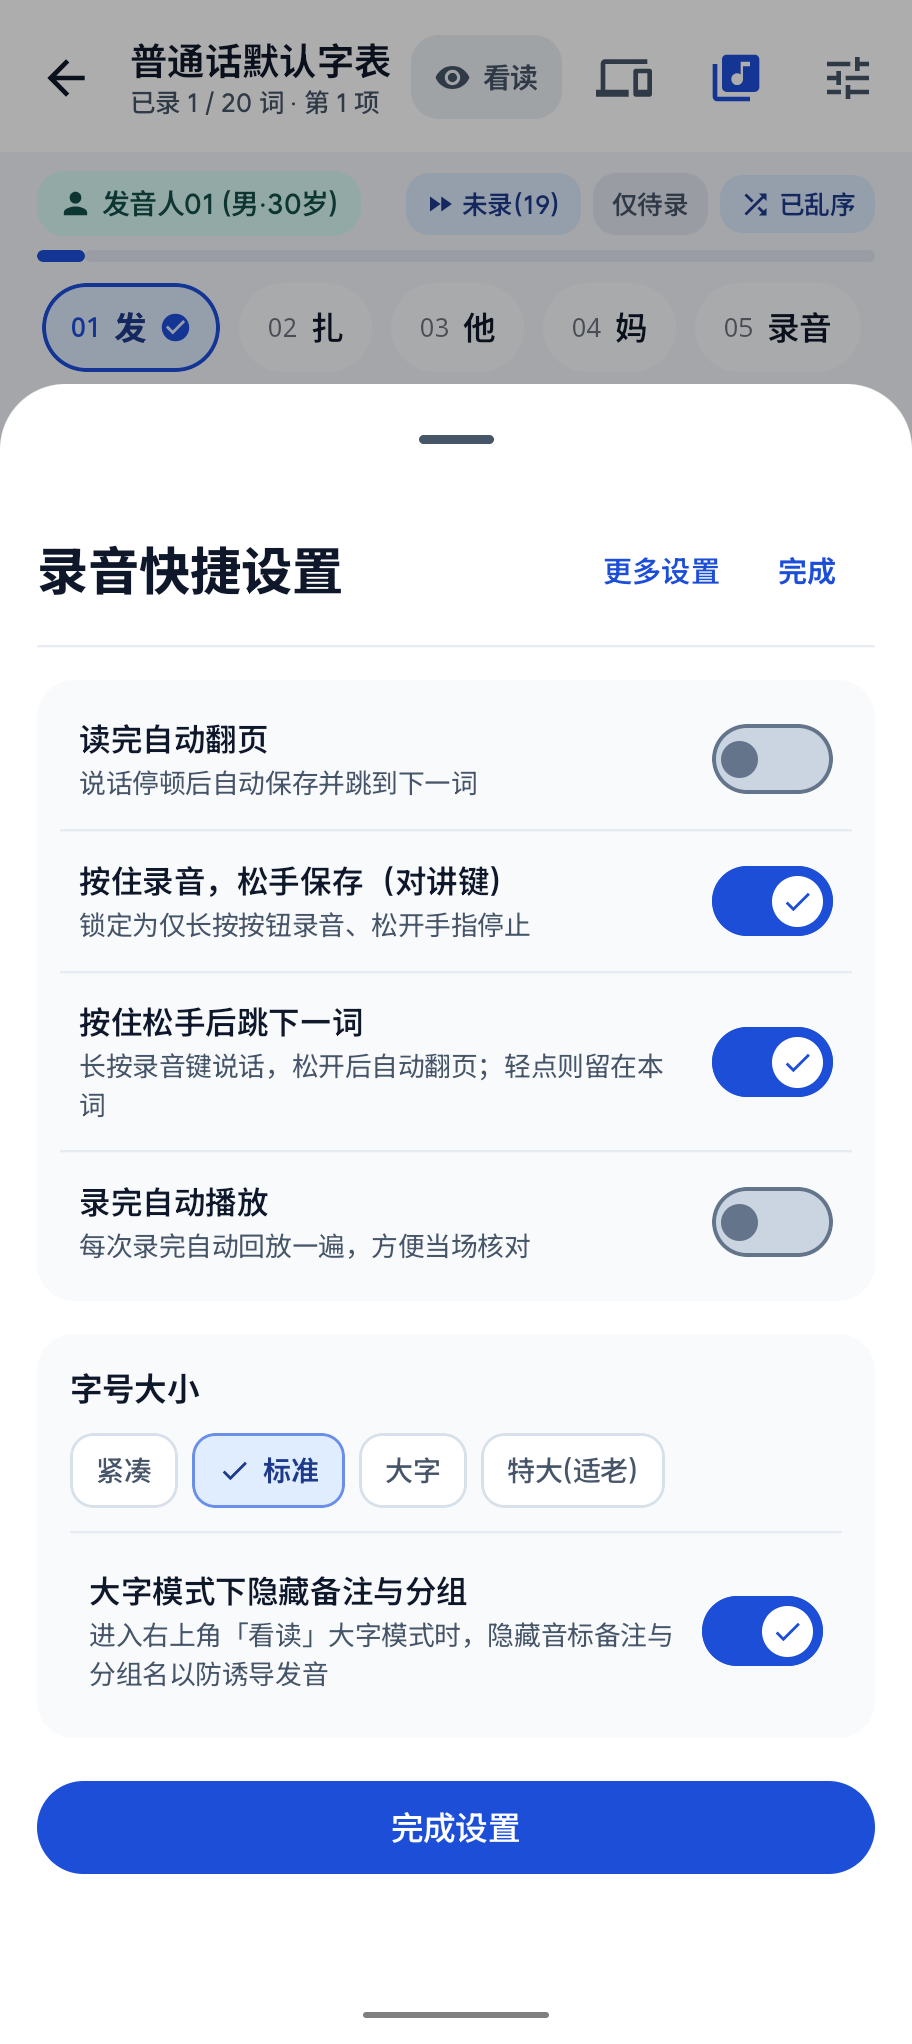 普通话默认字表
已录 1 / 20 词 · 第 1 项
看读
发音人01 (男·30岁)
未录(19)
仅待录
已乱序
01 发
02 扎
03 他
04 妈
05 录音
录音快捷设置
更多设置
完成
读完自动翻页
说话停顿后自动保存并跳到下一词
按住录音，松手保存（对讲键）
锁定为仅长按按钮录音、松开手指停止
按住松手后跳下一词
长按录音键说话，松开后自动翻页；轻点则留在本
词
录完自动播放
每次录完自动回放一遍，方便当场核对
字号大小
紧凑
标准
大字
特大(适老)
大字模式下隐藏备注与分组
进入右上角「看读」大字模式时，隐藏音标备注与
分组名以防诱导发音
完成设置